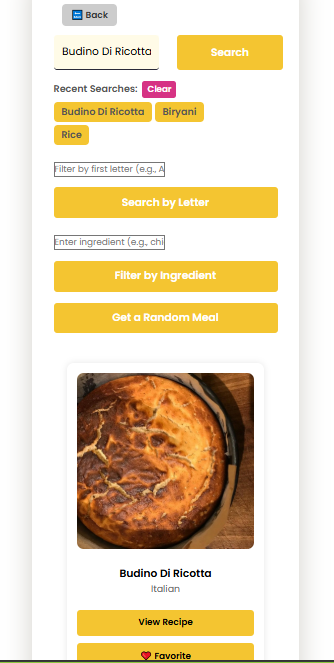 Back
Budino Di Ricotta
Search
Recent Searches: Clear
Budino Di Ricotta Biryani
Rice
Filter by first letter (e.g., A
Search by Letter
Enter ingredient (e.g., chi
Filter by Ingredient
Get a Random Meal
Budino Di Ricotta
Italian
View Recipe
Favorite